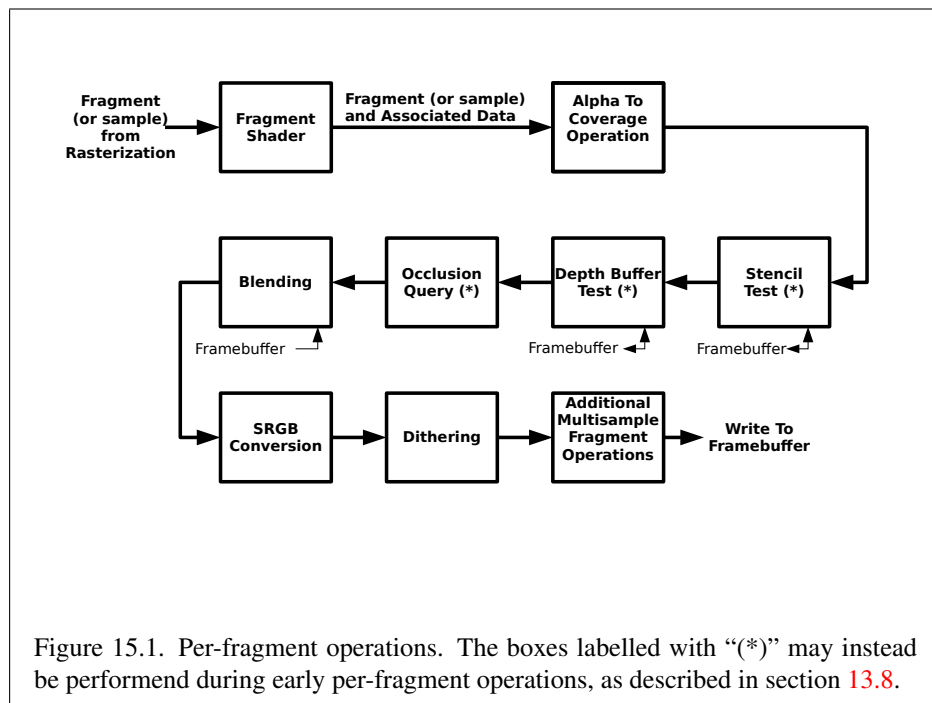 Fragment
(or sample)
from
Rasterization
Fragment
Shader
Fragment (or sample)
and Associated Data
Alpha To
Coverage
Operation
Blending
Occlusion
Query (*)
Depth Buffer
Test (*)
Stencil
Test (*)
Framebuffer
Framebuffer
Framebuffer
SRGB
Conversion
Dithering
Additional
Multisample
Fragment
Operations
Write To
Framebuffer
Figure 15.1. Per-fragment operations. The boxes labelled with “(*)” may instead
be performend during early per-fragment operations, as described in section 13.8.